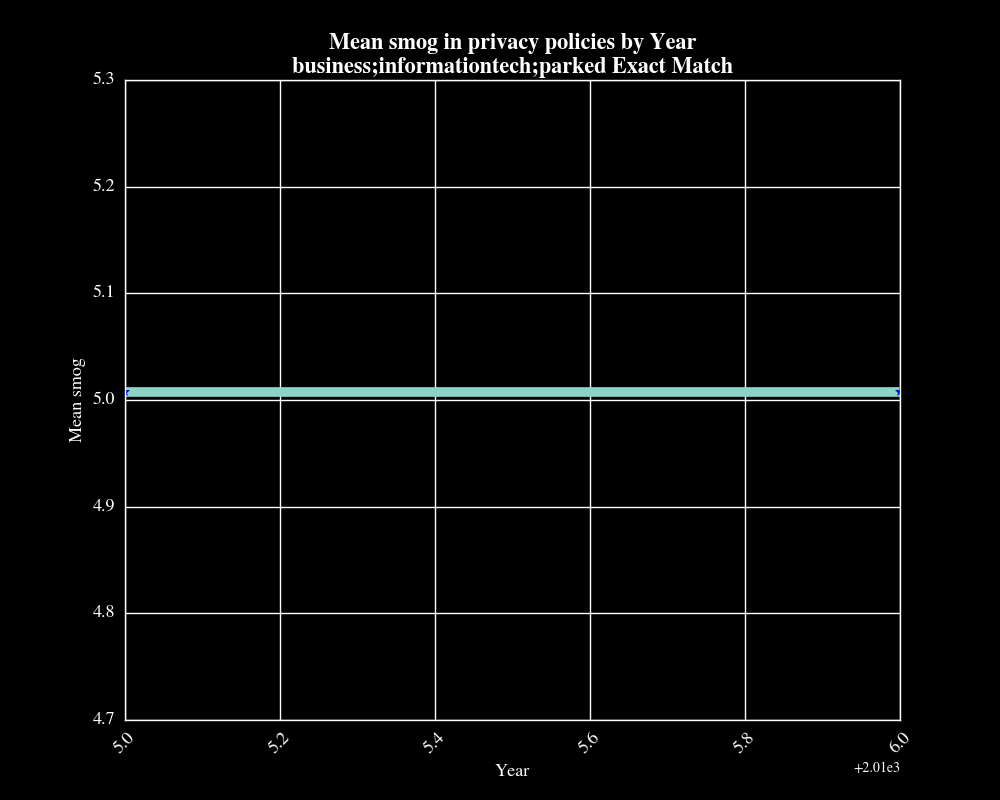 Mean smog in privacy policies by Year
business;informationtech;parked Exact Match
5.3
5.2
5.1
5.0
4.9
4.8
4.7
Mean smog
5.0
5.2
5.4
5.6
5.8
6.0
Year
+2.01e3